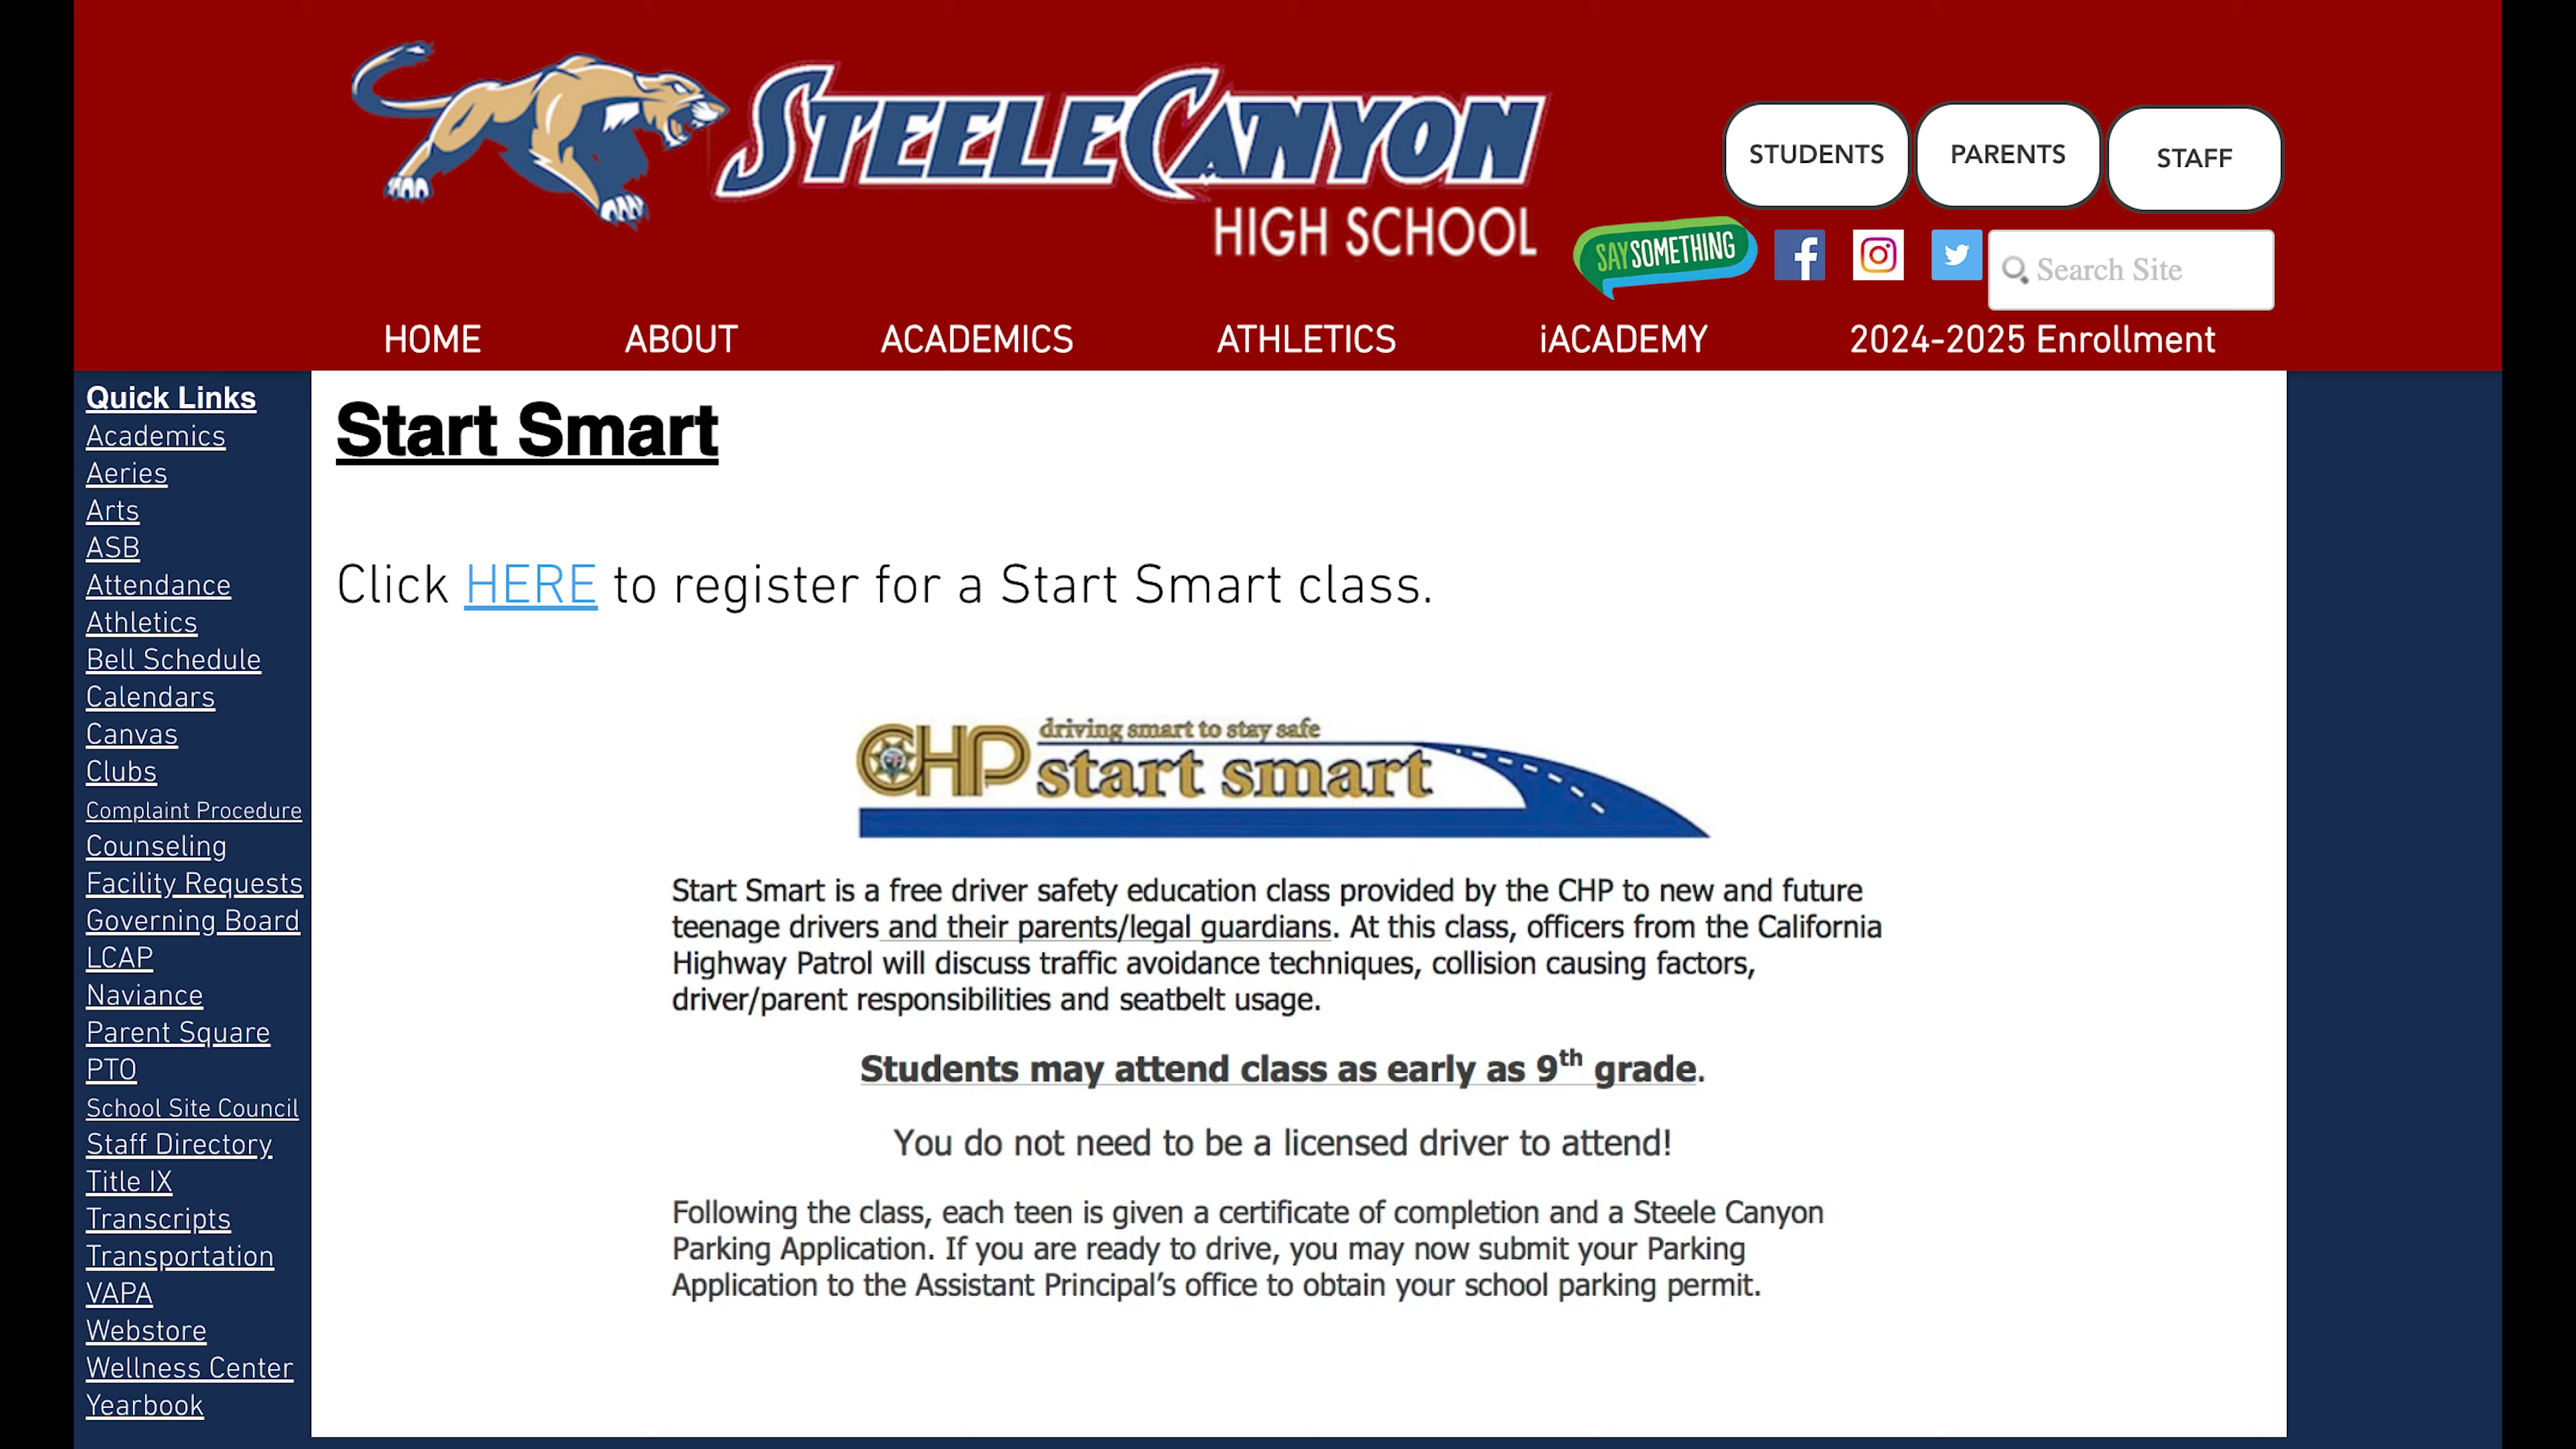 STEELE CANYON
HIGH SCHOOL
STUDENTS
PARENTS
STAFF
SAYSOMETHING
Search Site
HOME ABOUT ACADEMICS ATHLETICS iACADEMY 2024-2025 Enrollment
Quick Links
Academics
Aeries
Arts
ASB
Attendance
Athletics
Bell Schedule
Calendars
Canvas
Clubs
Complaint Procedure
Counseling
Facility Requests
Governing Board
LCAP
Naviance
Parent Square
PTO
School Site Council
Staff Directory
Title IX
Transcripts
Transportation
VAPA
Webstore
Wellness Center
Yearbook
Start Smart
Click HERE to register for a Start Smart class.
CHP
driving smart to stay safe
start smart
Start Smart is a free driver safety education class provided by the CHP to new and future
teenage drivers and their parents/legal guardians. At this class, officers from the California
Highway Patrol will discuss traffic avoidance techniques, collision causing factors,
driver/parent responsibilities and seatbelt usage.
Students may attend class as early as 9th grade.
You do not need to be a licensed driver to attend!
Following the class, each teen is given a certificate of completion and a Steele Canyon
Parking Application. If you are ready to drive, you may now submit your Parking
Application to the Assistant Principal’s office to obtain your school parking permit.